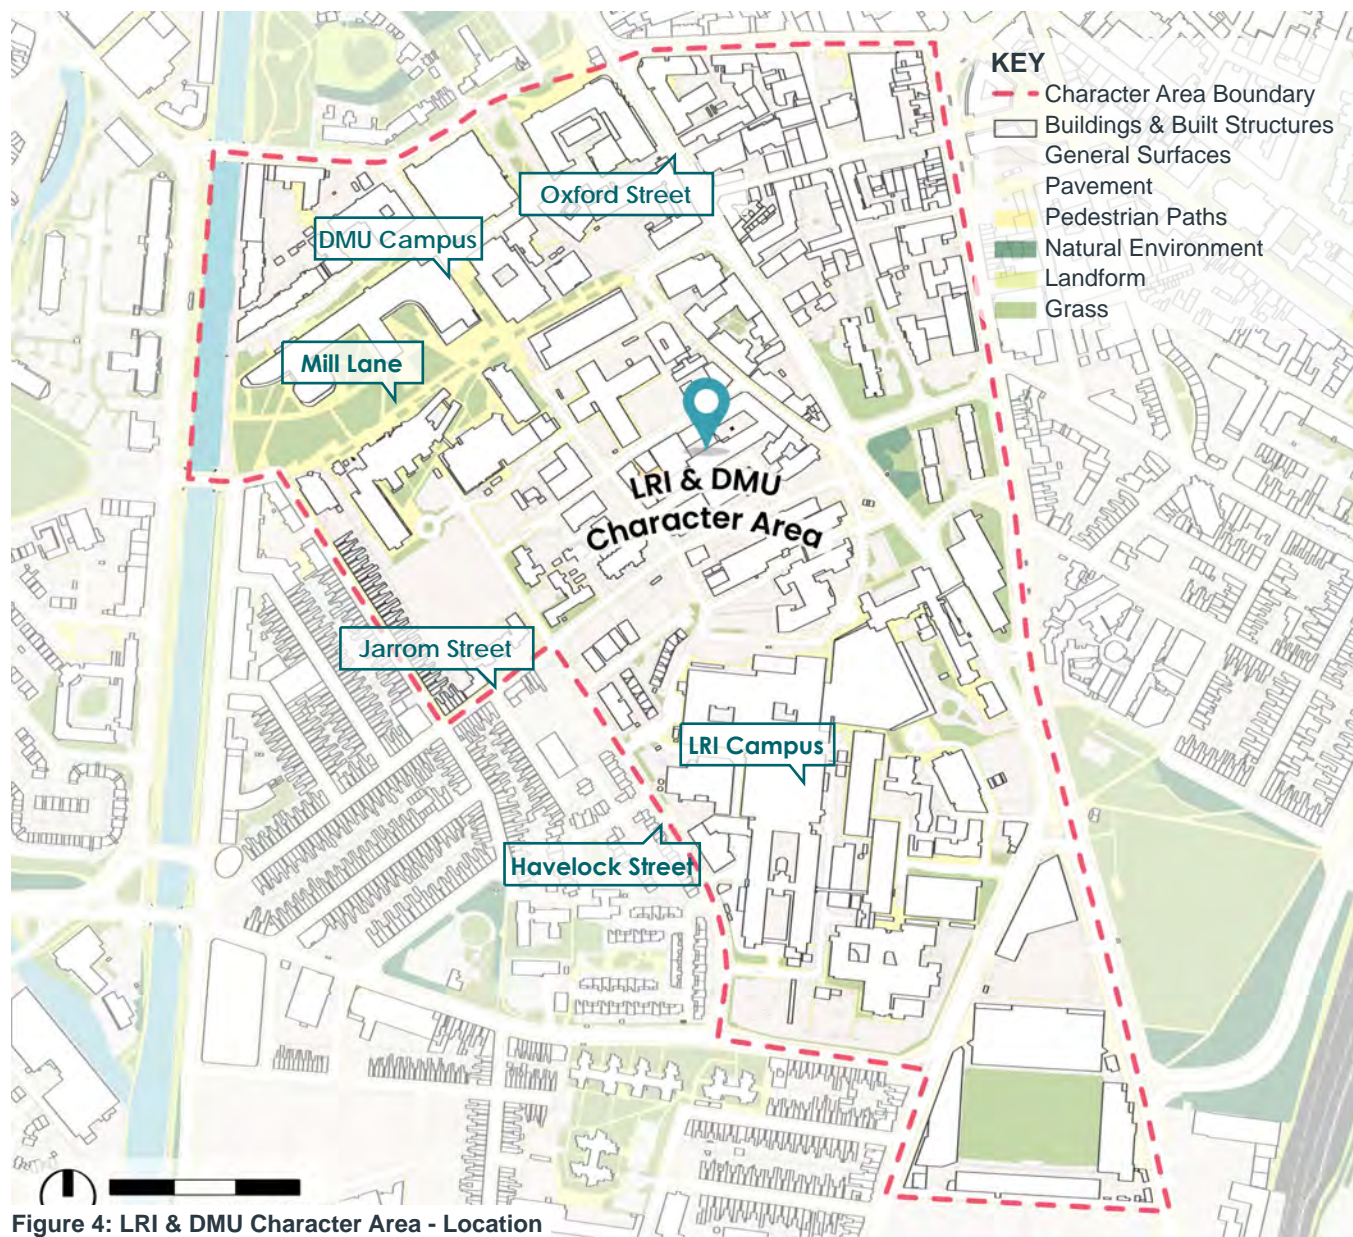 KEY
Character Area Boundary
Buildings & Built Structures
General Surfaces
Pavement
Pedestrian Paths
Natural Environment
Landform
Grass
Oxford Street
DMU Campus
Mill Lane
LRI & DMU
Character Area
Jarrom Street
LRI Campus
Havelock Street
Figure 4: LRI & DMU Character Area - Location